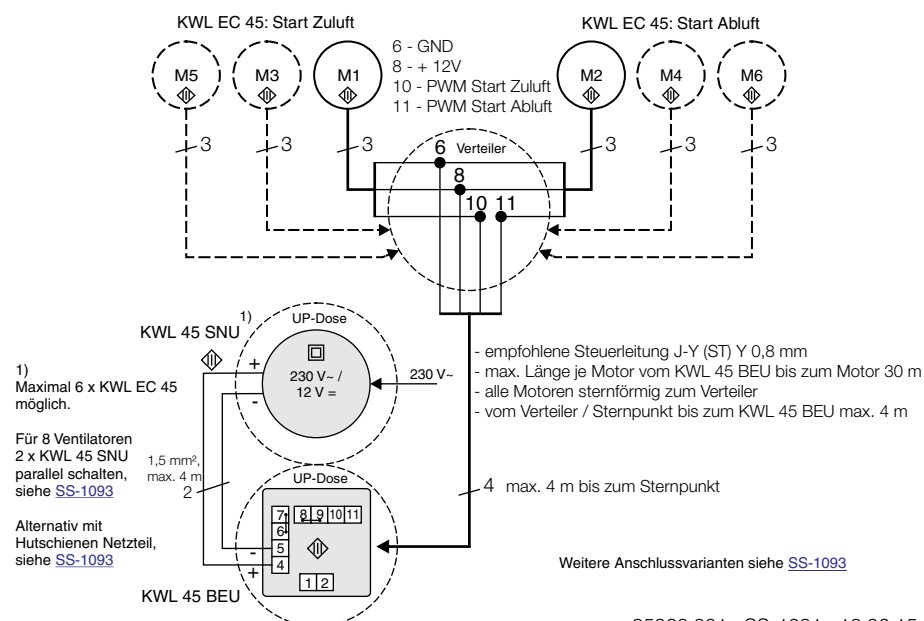 KWL EC 45: Start Zuluft
KWL EC 45: Start Abluft
M5
M3
M1
6 - GND
8 - + 12V
10 - PWM Start Zuluft
11 - PWM Start Abluft
M2
M4
M6
3
3
3
3
3
3
6
Verteiler
8
10
11
KWL 45 SNU
1)
UP-Dose
230 V~ /
12 V =
+
-
230 V~
- empfohlene Steuerleitung J-Y (ST) Y 0,8 mm
- max. Länge je Motor vom KWL 45 BEU bis zum Motor 30 m
- alle Motoren sternförmig zum Verteiler
- vom Verteiler / Sternpunkt bis zum KWL 45 BEU max. 4 m
1)
Maximal 6 x KWL EC 45
möglich.
Für 8 Ventilatoren
2 x KWL 45 SNU
parallel schalten,
siehe SS-1093
Alternativ mit
Hutschienen Netzteil,
siehe SS-1093
1,5 mm²,
max. 4 m
2
UP-Dose
7
6
5
4
8
9
10
11
1
2
-
+
KWL 45 BEU
4 max. 4 m bis zum Sternpunkt
Weitere Anschlussvarianten siehe SS-1093